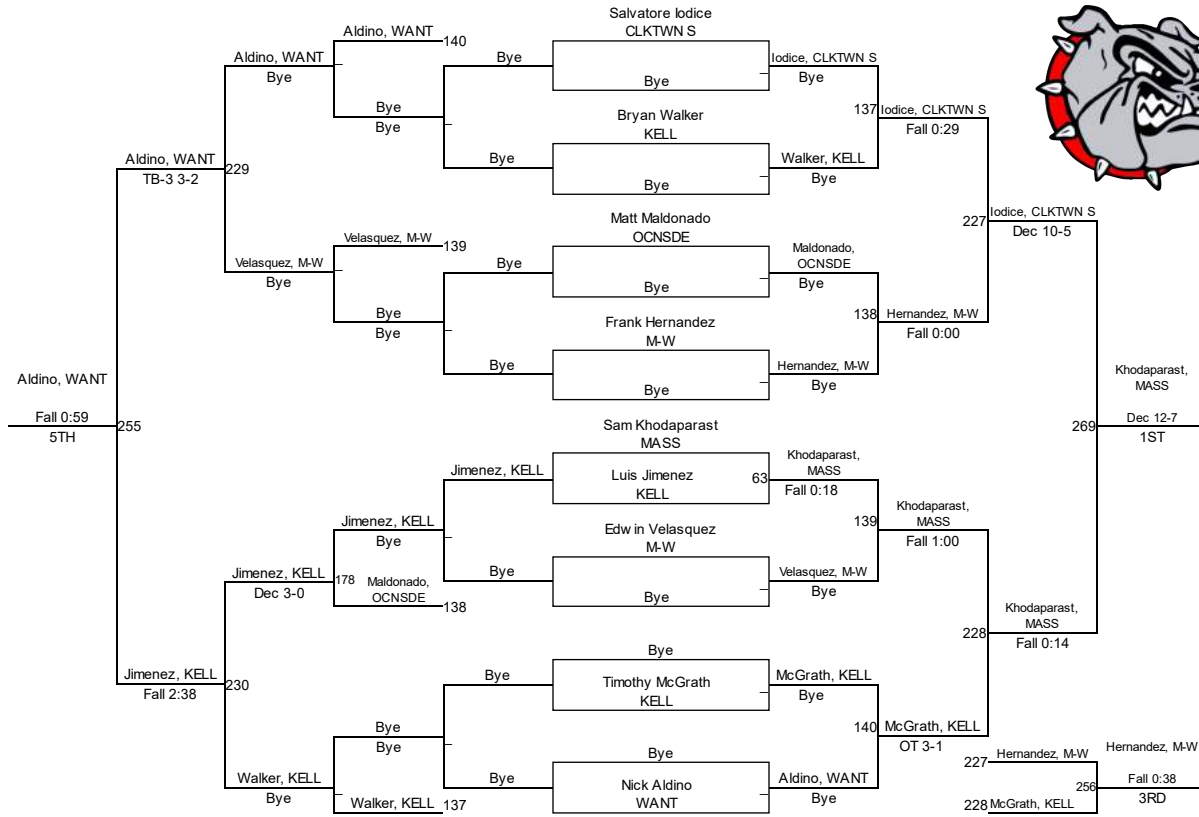 Salvatore Iodice
CLKTWN S
Aldino, WANT
140
Aldino, WANT
Bye
Bye
Bye
Iodice, CLKTWN S
Bye
Bye
Bye
Bryan Walker
KELL
137
Iodice, CLKTWN S
Fall 0:29
Aldino, WANT
TB-3 3-2
229
Bye
Bye
Walker, KELL
Bye
Matt Maldonado
OCNSDE
227
Iodice, CLKTWN S
Dec 10-5
Velasquez, M-W
139
Velasquez, M-W
Bye
Bye
Bye
Maldonado,
OCNSDE
Bye
Bye
Bye
Frank Hernandez
M-W
138
Hernandez, M-W
Fall 0:00
Bye
Bye
Hernandez, M-W
Bye
Aldino, WANT
Fall 0:59
5TH
255
Khodaparast,
MASS
269
Dec 12-7
1ST
Sam Khodaparast
MASS
Jimenez, KELL
Luis Jimenez
KELL
63
Khodaparast,
MASS
Fall 0:18
Jimenez, KELL
Bye
Edwin Velasquez
M-W
139
Khodaparast,
MASS
Fall 1:00
Jimenez, KELL
Dec 3-0
178
Maldonado,
OCNSDE
138
Bye
Bye
Velasquez, M-W
Bye
228
Khodaparast,
MASS
Fall 0:14
Jimenez, KELL
Fall 2:38
230
Bye
Bye
Timothy McGrath
KELL
McGrath, KELL
Bye
Bye
Bye
Bye
140
McGrath, KELL
OT 3-1
Walker, KELL
Bye
Walker, KELL
137
Bye
Nick Aldino
WANT
Aldino, WANT
Bye
227
Hernandez, M-W
Hernandez, M-W
256
Fall 0:38
3RD
228
McGrath, KELL